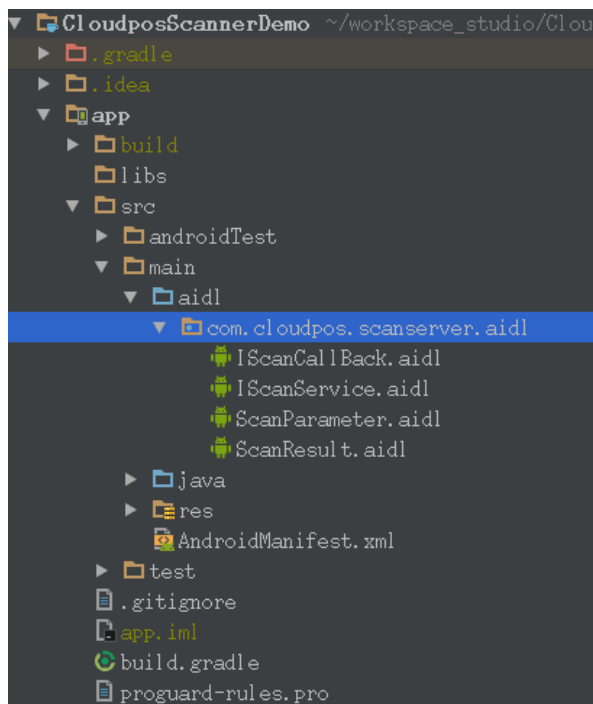 CloudposScannerDemo ~/workspace_studio/Clou
.gradle
.idea
app
build
libs
src
androidTest
main
aidl
com.cloudpos.scanserver.aidl
IScanCallBack.aidl
IScanService.aidl
ScanParameter.aidl
ScanResult.aidl
java
res
AndroidManifest.xml
test
.gitignore
app.iml
build.gradle
proguard-rules.pro